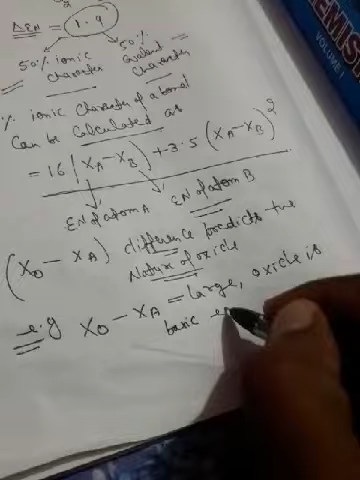 ΔEN = 1.9
50% ionic character 50% covalent character
% ionic character of a bond
can be calculated as
= 16 (XA - XB) + 3.5 (XA - XB)²
EN of atom A EN of atom B
(XO - XA) difference predicts the
Nature of oxide
e.g XO - XA = large, oxide is
basic
CHEMIS
VOLUME I